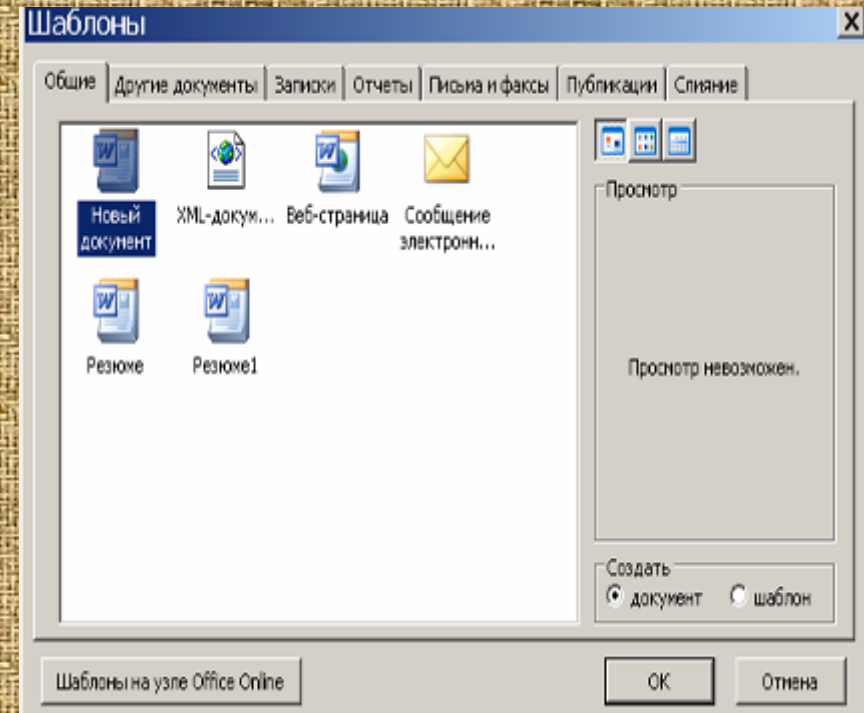 Шаблоны
Общие Другие документы Записки Отчеты Письма и факсы Публикации Слияние
Новый документ
XML-докум...
Веб-страница
Сообщение электронн...
Резюме
Резюме1
Просмотр
Просмотр невозможен.
Создать
документ шаблон
Шаблоны на узле Office Online
ОК
Отмена